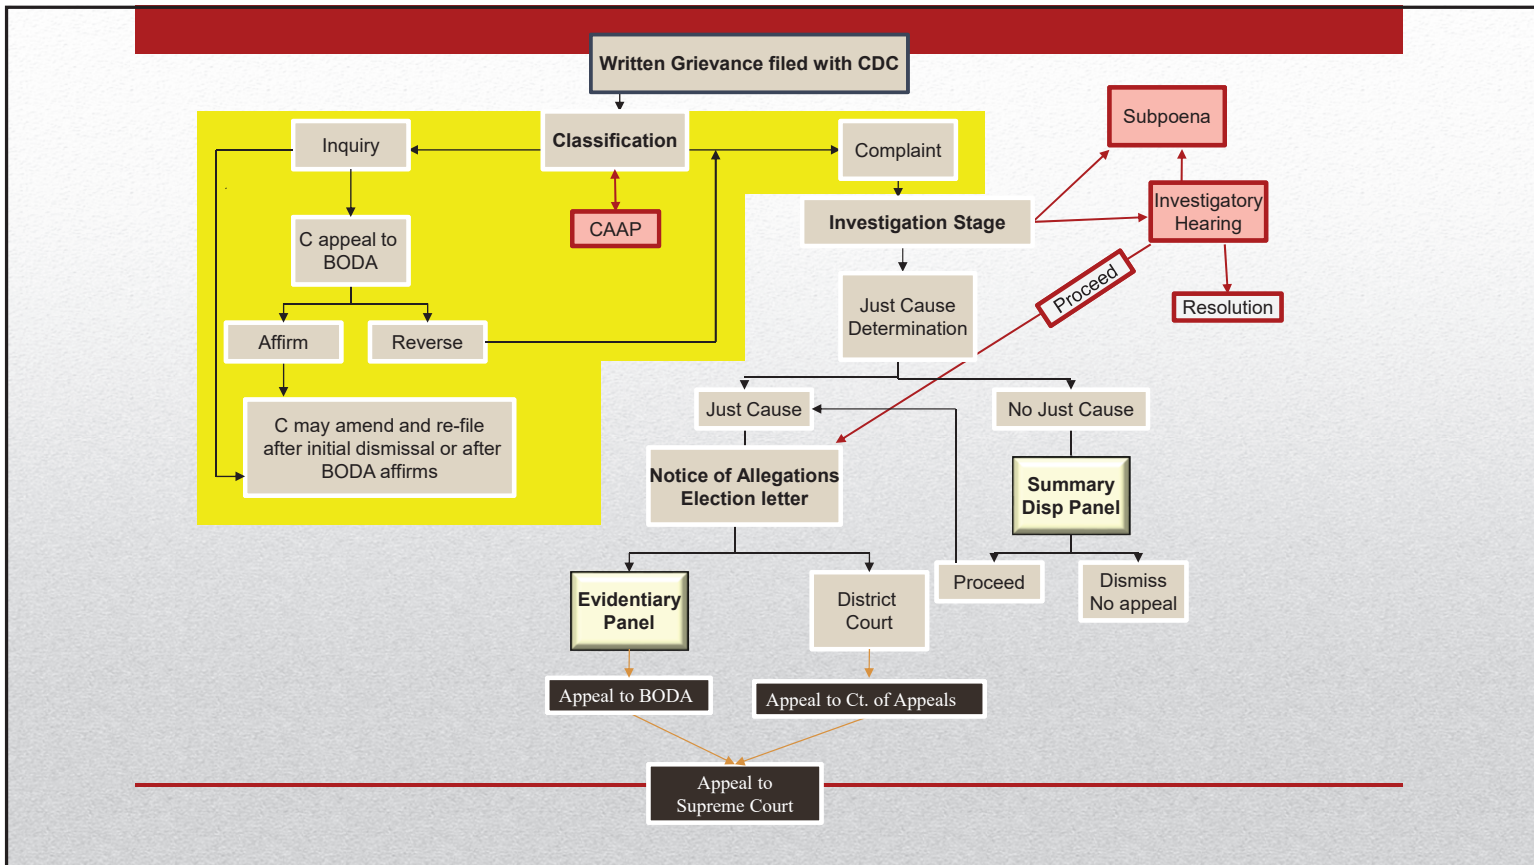 Written Grievance filed with CDC
Classification
Inquiry
Complaint
Subpoena
CAAP
Investigation Stage
Investigatory
Hearing
C appeal to
BODA
Proceed
Resolution
Just Cause
Determination
Affirm
Reverse
C may amend and re-file
after initial dismissal or after
BODA affirms
Just Cause
No Just Cause
Notice of Allegations
Election letter
Summary
Disp Panel
Evidentiary
Panel
District
Court
Proceed
Dismiss
No appeal
Appeal to BODA
Appeal to Ct. of Appeals
Appeal to
Supreme Court